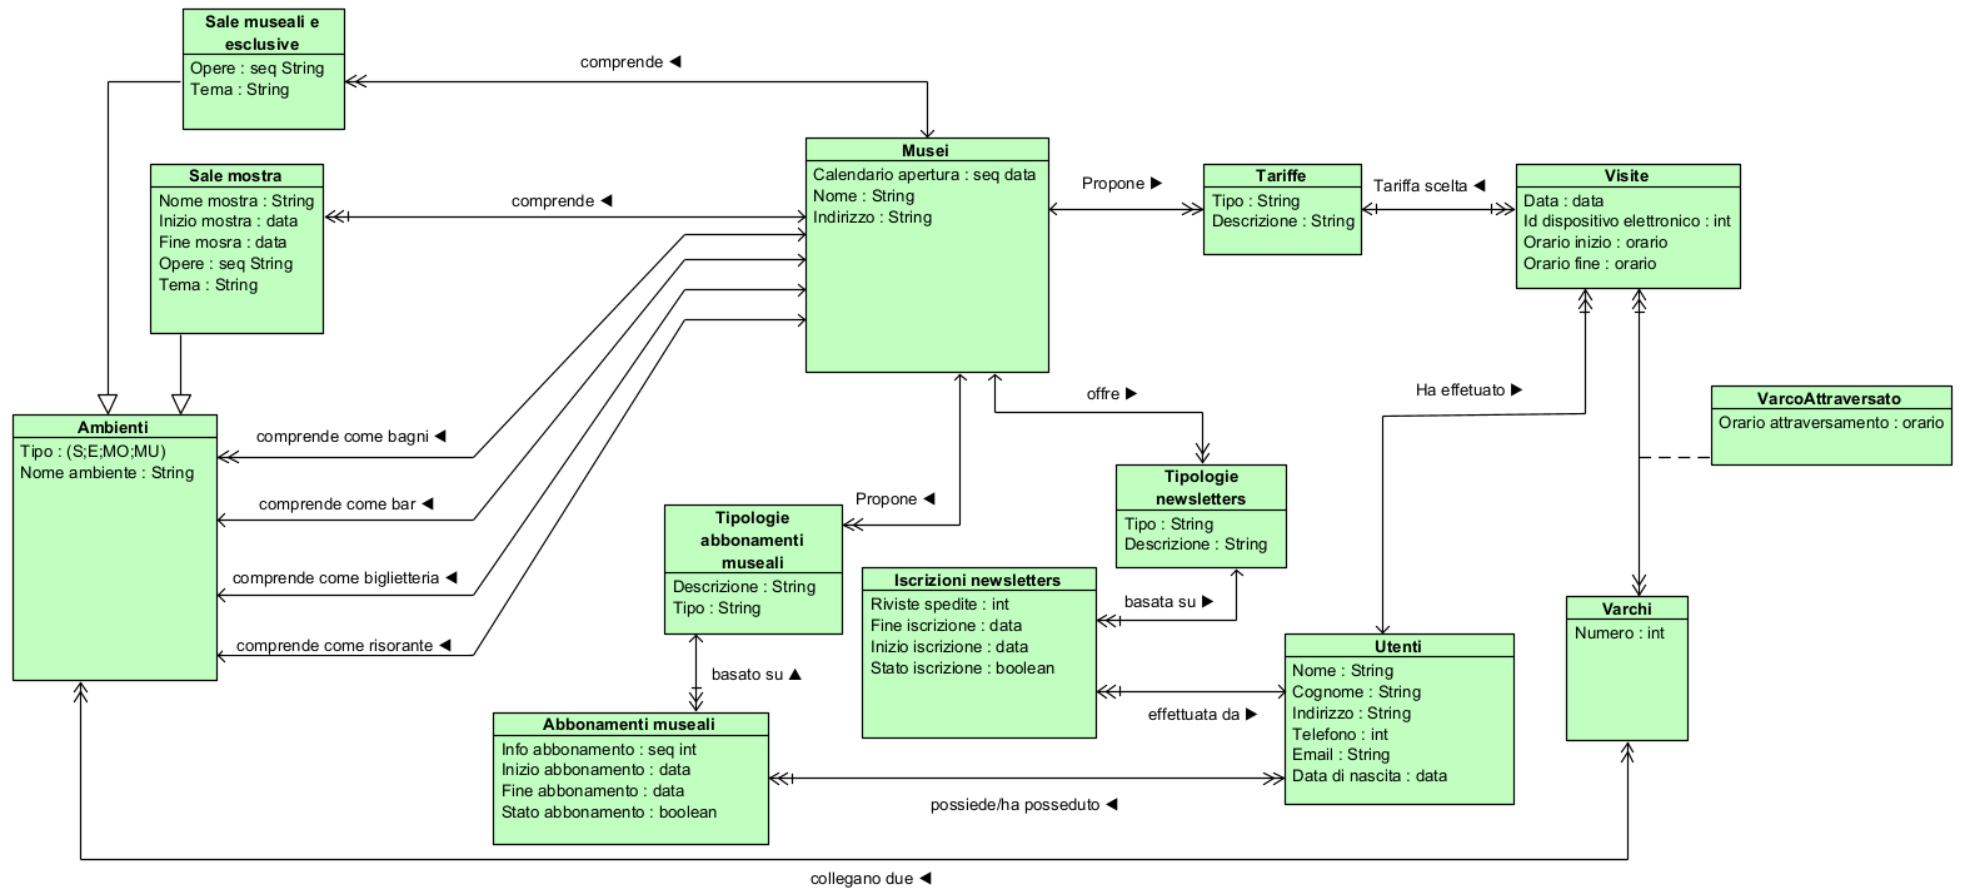 Sale museali e
esclusive
Opere : seq String
Tema : String
comprende ◀
Sale mostra
Nome mostra : String
Inizio mostra : data
Fine mosra : data
Opere : seq String
Tema : String
comprende ◀
Musei
Calendario apertura : seq data
Nome : String
Indirizzo : String
Propone ▶
Tariffe
Tipo : String
Descrizione : String
Tariffa scelta ◀
Visite
Data : data
Id dispositivo elettronico : int
Orario inizio : orario
Orario fine : orario
Ha effetuato ▶
VarcoAttraversato
Orario attraversamento : orario
offre ▶
Ambienti
Tipo : (S;E;MO;MU)
Nome ambiente : String
comprende come bagni ◀
comprende come bar ◀
comprende come biglietteria ◀
comprende come risorante ◀
Propone ◀
Tipologie
abbonamenti
museali
Descrizione : String
Tipo : String
Tipologie
newsletters
Tipo : String
Descrizione : String
Iscrizioni newsletters
Riviste spedite : int
Fine iscrizione : data
Inizio iscrizione : data
Stato iscrizione : boolean
basata su ▶
effettuata da ▶
Varchi
Numero : int
Utenti
Nome : String
Cognome : String
Indirizzo : String
Telefono : int
Email : String
Data di nascita : data
basato su ▲
Abbonamenti museali
Info abbonamento : seq int
Inizio abbonamento : data
Fine abbonamento : data
Stato abbonamento : boolean
possiede/ha posseduto ◀
collegano due ◀